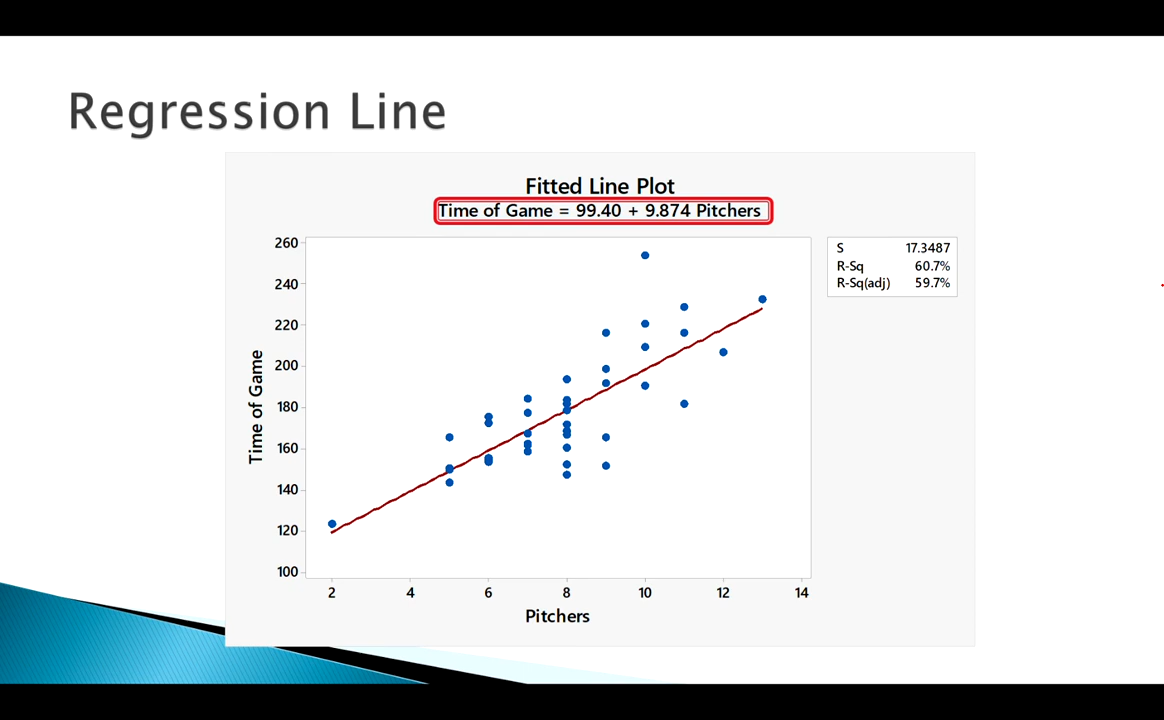 Regression Line
Fitted Line Plot
Time of Game = 99.40 + 9.874 Pitchers
S 17.3487
R-Sq 60.7%
R-Sq(adj) 59.7%
260
240
220
200
180
160
140
120
100
Time of Game
2 4 6 8 10 12 14
Pitchers